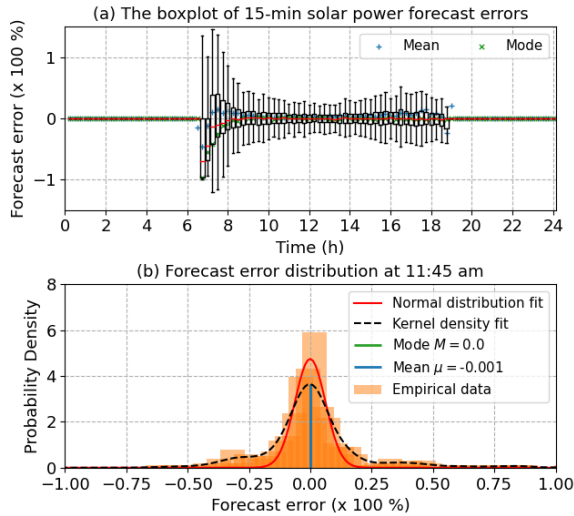 (a) The boxplot of 15-min solar power forecast errors
Forecast error (x 100 %)
1
0
−1
Mean
Mode
0 2 4 6 8 10 12 14 16 18 20 22 24
Time (h)
(b) Forecast error distribution at 11:45 am
Probability Density
8
6
4
2
0
Normal distribution fit
Kernel density fit
Mode M = 0.0
Mean μ = -0.001
Empirical data
−1.00 −0.75 −0.50 −0.25 0.00 0.25 0.50 0.75 1.00
Forecast error (x 100 %)